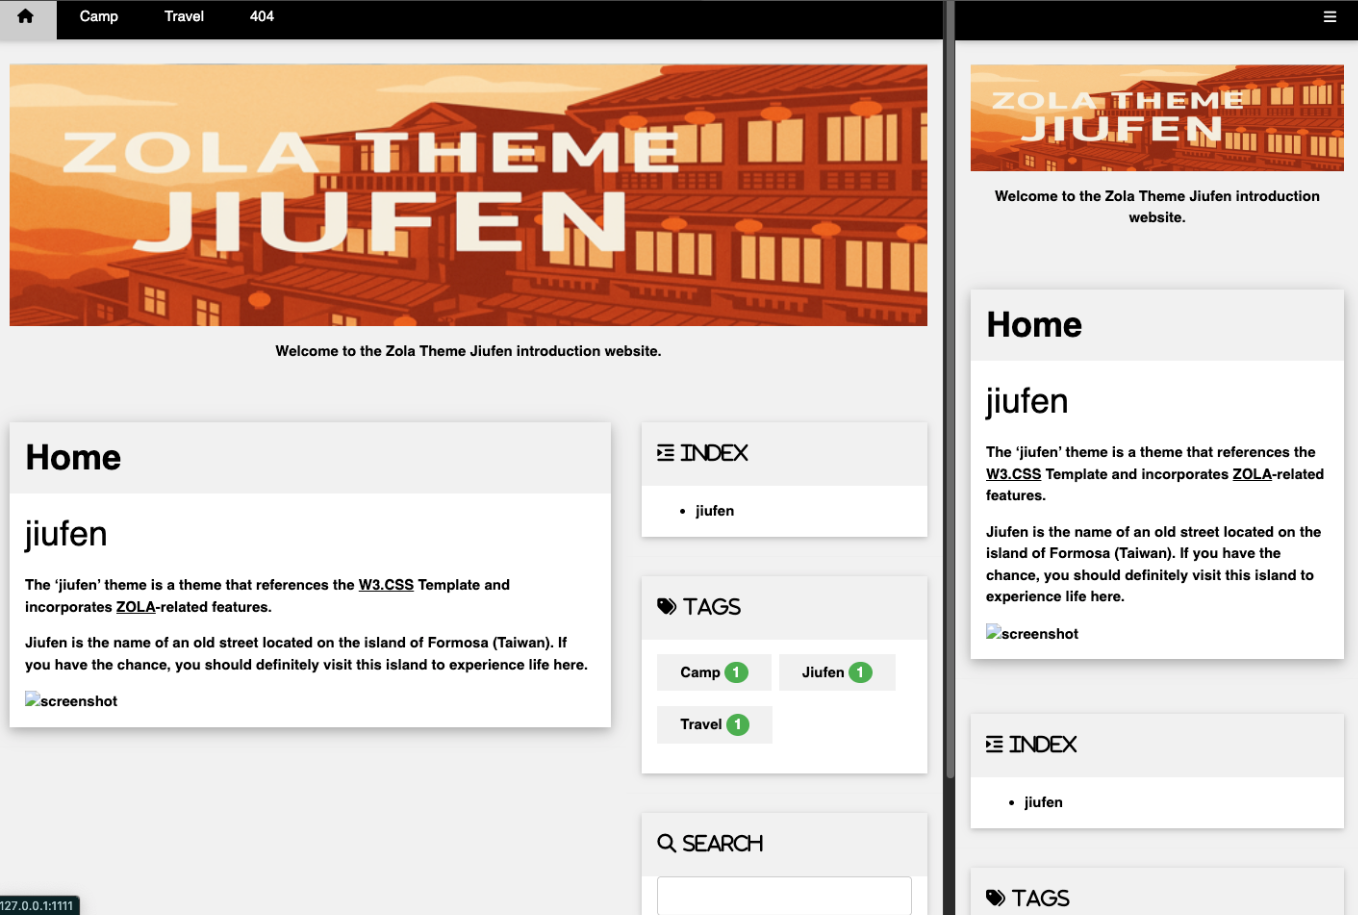 Camp
Travel
404
ZOLA THEME
JIUFEN
Welcome to the Zola Theme Jiufen introduction website.
Home
jiufen
The ‘jiufen’ theme is a theme that references the W3.CSS Template and
incorporates ZOLA-related features.
Jiufen is the name of an old street located on the island of Formosa (Taiwan). If
you have the chance, you should definitely visit this island to experience life here.
screenshot
INDEX
jiufen
TAGS
Camp 1
Jiufen 1
Travel 1
SEARCH
127.0.0.1:1111
ZOLA THEME
JIUFEN
Welcome to the Zola Theme Jiufen introduction
website.
Home
jiufen
The ‘jiufen’ theme is a theme that references the
W3.CSS Template and incorporates ZOLA-related
features.
Jiufen is the name of an old street located on the
island of Formosa (Taiwan). If you have the
chance, you should definitely visit this island to
experience life here.
screenshot
INDEX
jiufen
TAGS